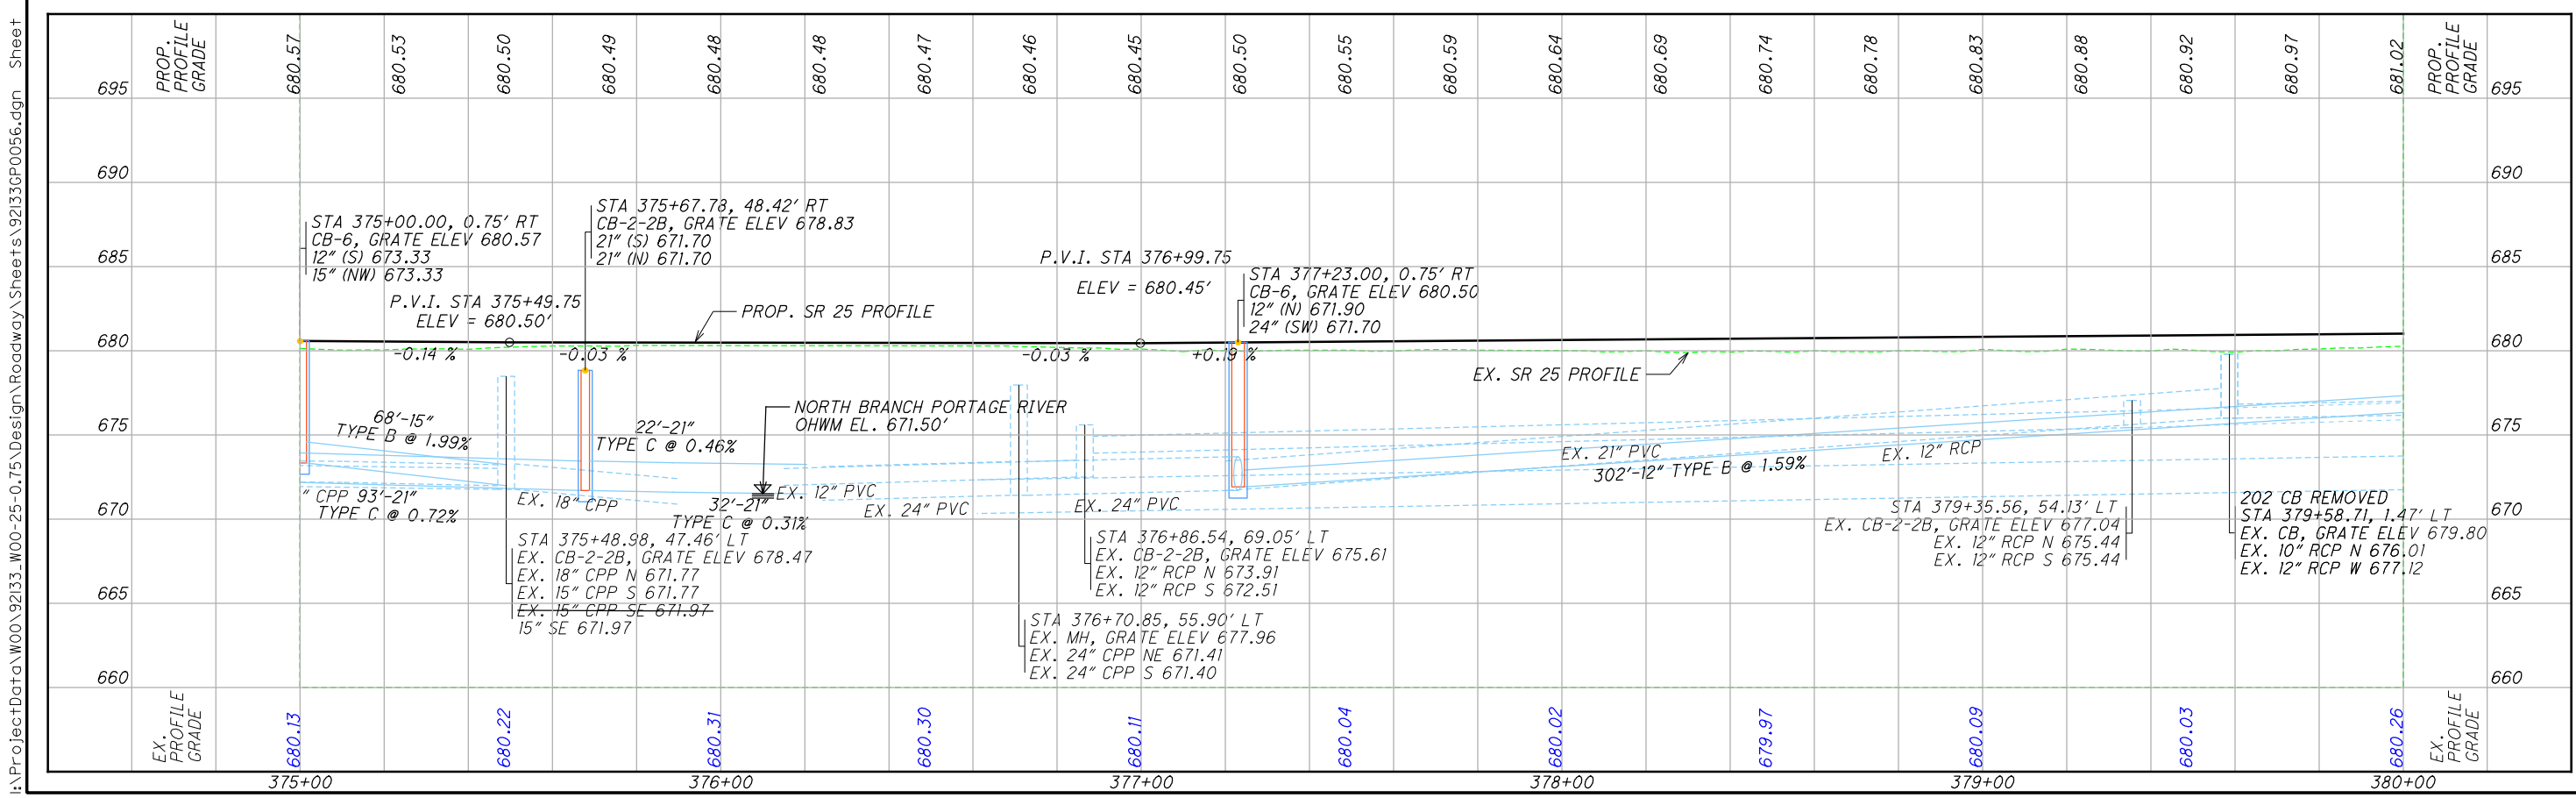 I:\ProjectData\W00\92133_W00-25-0.75\Design\Roadway\Sheets\92133GP0056.dgn Sheet
PROP.
PROFILE
GRADE
680.57
680.53
680.50
680.49
680.48
680.48
680.47
680.46
680.45
680.50
680.55
680.59
680.64
680.69
680.74
680.78
680.83
680.88
680.92
680.97
681.02
PROP.
PROFILE
GRADE
695
695
690
690
685
685
680
680
675
675
670
670
665
665
660
660
STA 375+00.00, 0.75' RT
CB-6, GRATE ELEV 680.57
12" (S) 673.33
15" (NW) 673.33
STA 375+67.78, 48.42' RT
CB-2-2B, GRATE ELEV 678.83
21" (S) 671.70
21" (N) 671.70
P.V.I. STA 375+49.75
ELEV = 680.50'
PROP. SR 25 PROFILE
P.V.I. STA 376+99.75
ELEV = 680.45'
STA 377+23.00, 0.75' RT
CB-6, GRATE ELEV 680.50
12" (N) 671.90
24" (SW) 671.70
-0.14 %
-0.03 %
-0.03 %
+0.19 %
EX. SR 25 PROFILE
68'-15"
TYPE B @ 1.99%
22'-21"
TYPE C @ 0.46%
NORTH BRANCH PORTAGE RIVER
OHWM EL. 671.50'
" CPP 93'-21"
TYPE C @ 0.72%
EX. 18" CPP
32'-21"
TYPE C @ 0.31%
EX. 12" PVC
EX. 24" PVC
EX. 24" PVC
EX. 21" PVC
302'-12" TYPE B @ 1.59%
EX. 12" RCP
STA 375+48.98, 47.46' LT
EX. CB-2-2B, GRATE ELEV 678.47
EX. 18" CPP N 671.77
EX. 15" CPP S 671.77
EX. 15" CPP SE 671.97
15" SE 671.97
STA 376+86.54, 69.05' LT
EX. CB-2-2B, GRATE ELEV 675.61
EX. 12" RCP N 673.91
EX. 12" RCP S 672.51
STA 376+70.85, 55.90' LT
EX. MH, GRATE ELEV 677.96
EX. 24" CPP NE 671.41
EX. 24" CPP S 671.40
STA 379+35.56, 54.13' LT
EX. CB-2-2B, GRATE ELEV 677.04
EX. 12" RCP N 675.44
EX. 12" RCP S 675.44
202 CB REMOVED
STA 379+58.71, 1.47' LT
EX. CB, GRATE ELEV 679.80
EX. 10" RCP N 676.01
EX. 12" RCP W 677.12
EX.
PROFILE
GRADE
680.13
680.22
680.31
680.30
680.11
680.04
680.02
679.97
680.09
680.03
680.26
EX.
PROFILE
GRADE
375+00
376+00
377+00
378+00
379+00
380+00